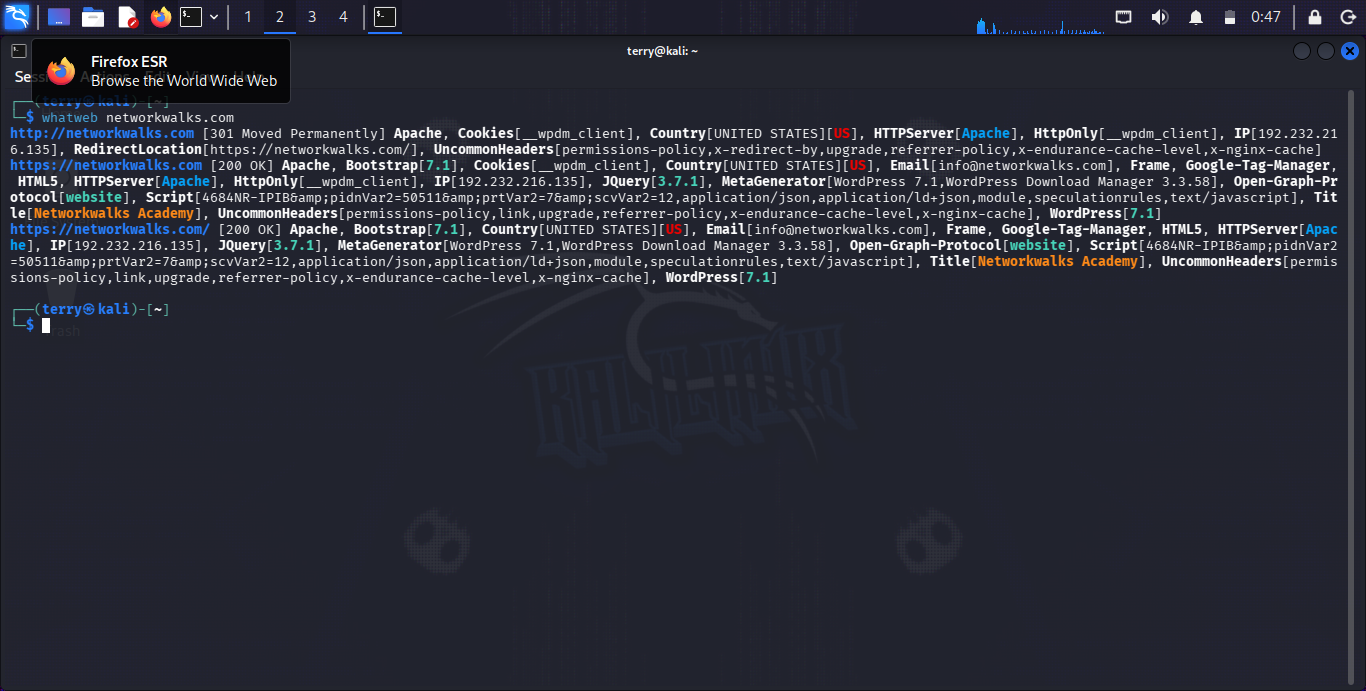 1 2 3 4 0:47
terry@kali: ~
Firefox ESR
Browse the World Wide Web
Session Actions Edit View Help
┌──(terry㉿kali)-[~]
└─$ whatweb networkwalks.com
http://networkwalks.com [301 Moved Permanently] Apache, Cookies[__wpdm_client], Country[UNITED STATES][US], HTTPServer[Apache], HttpOnly[__wpdm_client], IP[192.232.21
6.135], RedirectLocation[https://networkwalks.com/], UncommonHeaders[permissions-policy,x-redirect-by,upgrade,referrer-policy,x-endurance-cache-level,x-nginx-cache]
https://networkwalks.com [200 OK] Apache, Bootstrap[7.1], Cookies[__wpdm_client], Country[UNITED STATES][US], Email[info@networkwalks.com], Frame, Google-Tag-Manager,
HTML5, HTTPServer[Apache], HttpOnly[__wpdm_client], IP[192.232.216.135], JQuery[3.7.1], MetaGenerator[WordPress 7.1,WordPress Download Manager 3.3.58], Open-Graph-Pr
otocol[website], Script[4684NR-IPIB&amp;pidnVar2=50511&amp;prtVar2=7&amp;scvVar2=12,application/json,application/ld+json,module,speculationrules,text/javascript], Tit
le[Networkwalks Academy], UncommonHeaders[permissions-policy,link,upgrade,referrer-policy,x-endurance-cache-level,x-nginx-cache], WordPress[7.1]
https://networkwalks.com/ [200 OK] Apache, Bootstrap[7.1], Country[UNITED STATES][US], Email[info@networkwalks.com], Frame, Google-Tag-Manager, HTML5, HTTPServer[Apac
he], IP[192.232.216.135], JQuery[3.7.1], MetaGenerator[WordPress 7.1,WordPress Download Manager 3.3.58], Open-Graph-Protocol[website], Script[4684NR-IPIB&amp;pidnVar2
=50511&amp;prtVar2=7&amp;scvVar2=12,application/json,application/ld+json,module,speculationrules,text/javascript], Title[Networkwalks Academy], UncommonHeaders[permis
sions-policy,link,upgrade,referrer-policy,x-endurance-cache-level,x-nginx-cache], WordPress[7.1]
┌──(terry㉿kali)-[~]
└─$
KALI LINUX